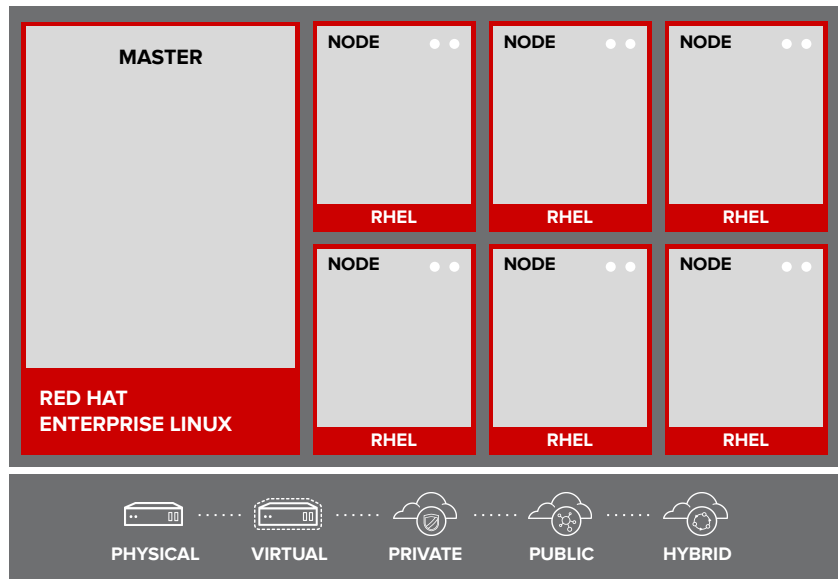 MASTER
RED HAT
ENTERPRISE LINUX
NODE
RHEL
NODE
RHEL
NODE
RHEL
NODE
RHEL
NODE
RHEL
NODE
RHEL
PHYSICAL
VIRTUAL
PRIVATE
PUBLIC
HYBRID